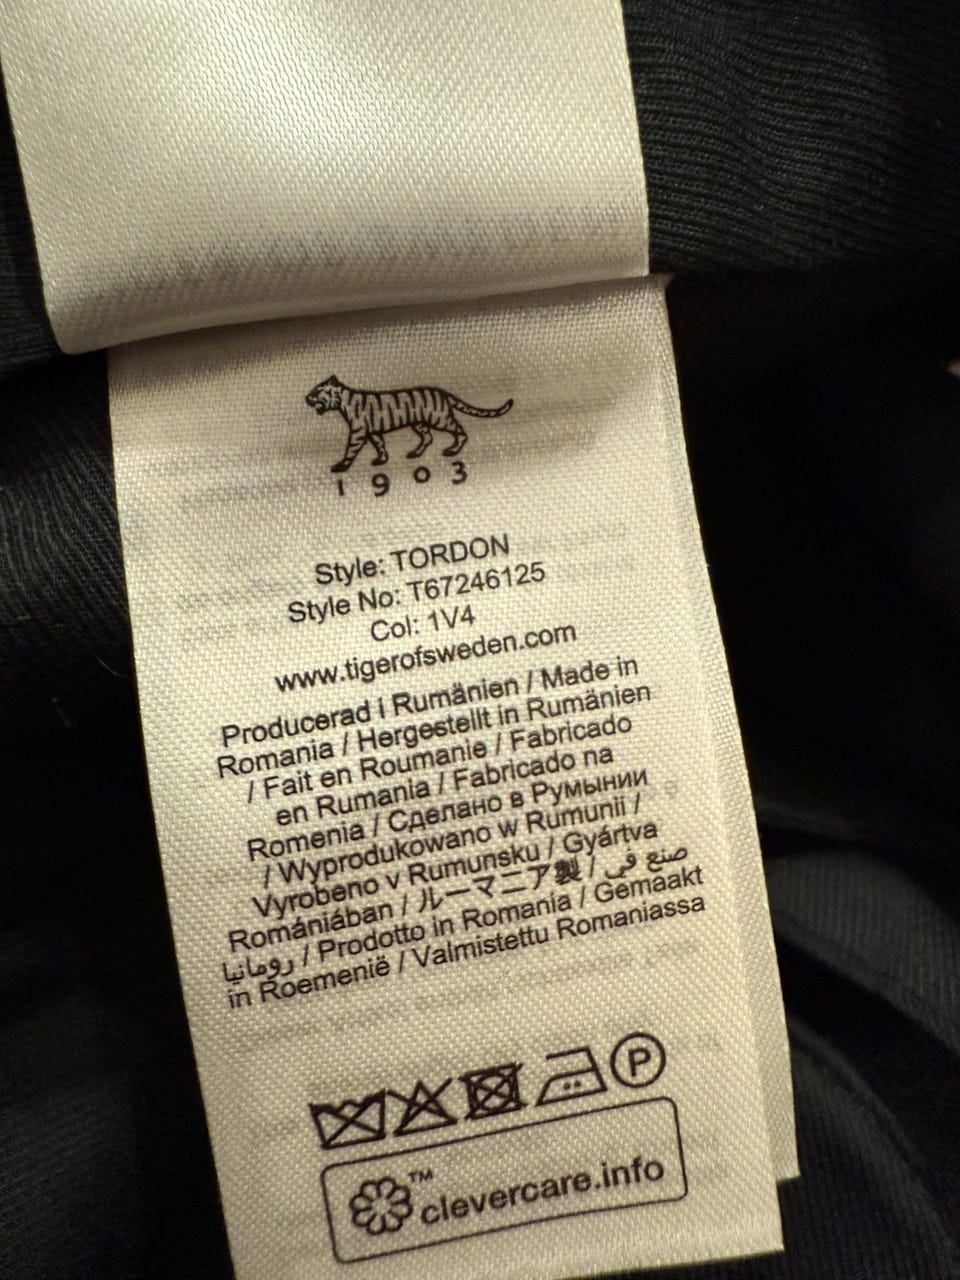 1903
Style: TORDON
Style No: T67246125
Col: 1V4
www.tigerofsweden.com
Producerad i Rumänien / Made in
Romania / Hergestellt in Rumänien
/ Fait en Roumanie / Fabricado
en Rumania / Fabricado na
Romenia / Сделано в Румынии
/ Wyprodukowano w Rumunii /
Vyrobeno v Rumunsku / Gyártva
Romániában / ルーマニア製 / صنع في
رومانيا / Prodotto in Romania / Gemaakt
in Roemenië / Valmistettu Romaniassa
P
™
clevercare.info